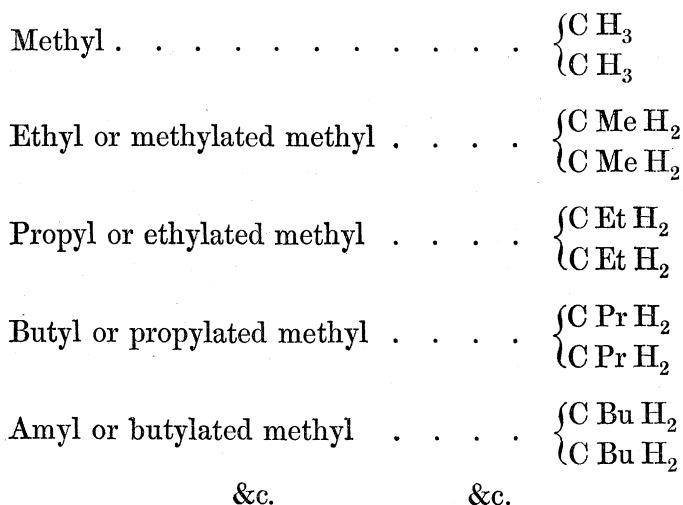 Methyl . . . . . . . . . . . . {C H₃
{C H₃
Ethyl or methylated methyl . . . . {C Me H₂
{C Me H₂
Propyl or ethylated methyl . . . . {C Et H₂
{C Et H₂
Butyl or propylated methyl . . . . {C Pr H₂
{C Pr H₂
Amyl or butylated methyl . . . . {C Bu H₂
{C Bu H₂
&c. &c.